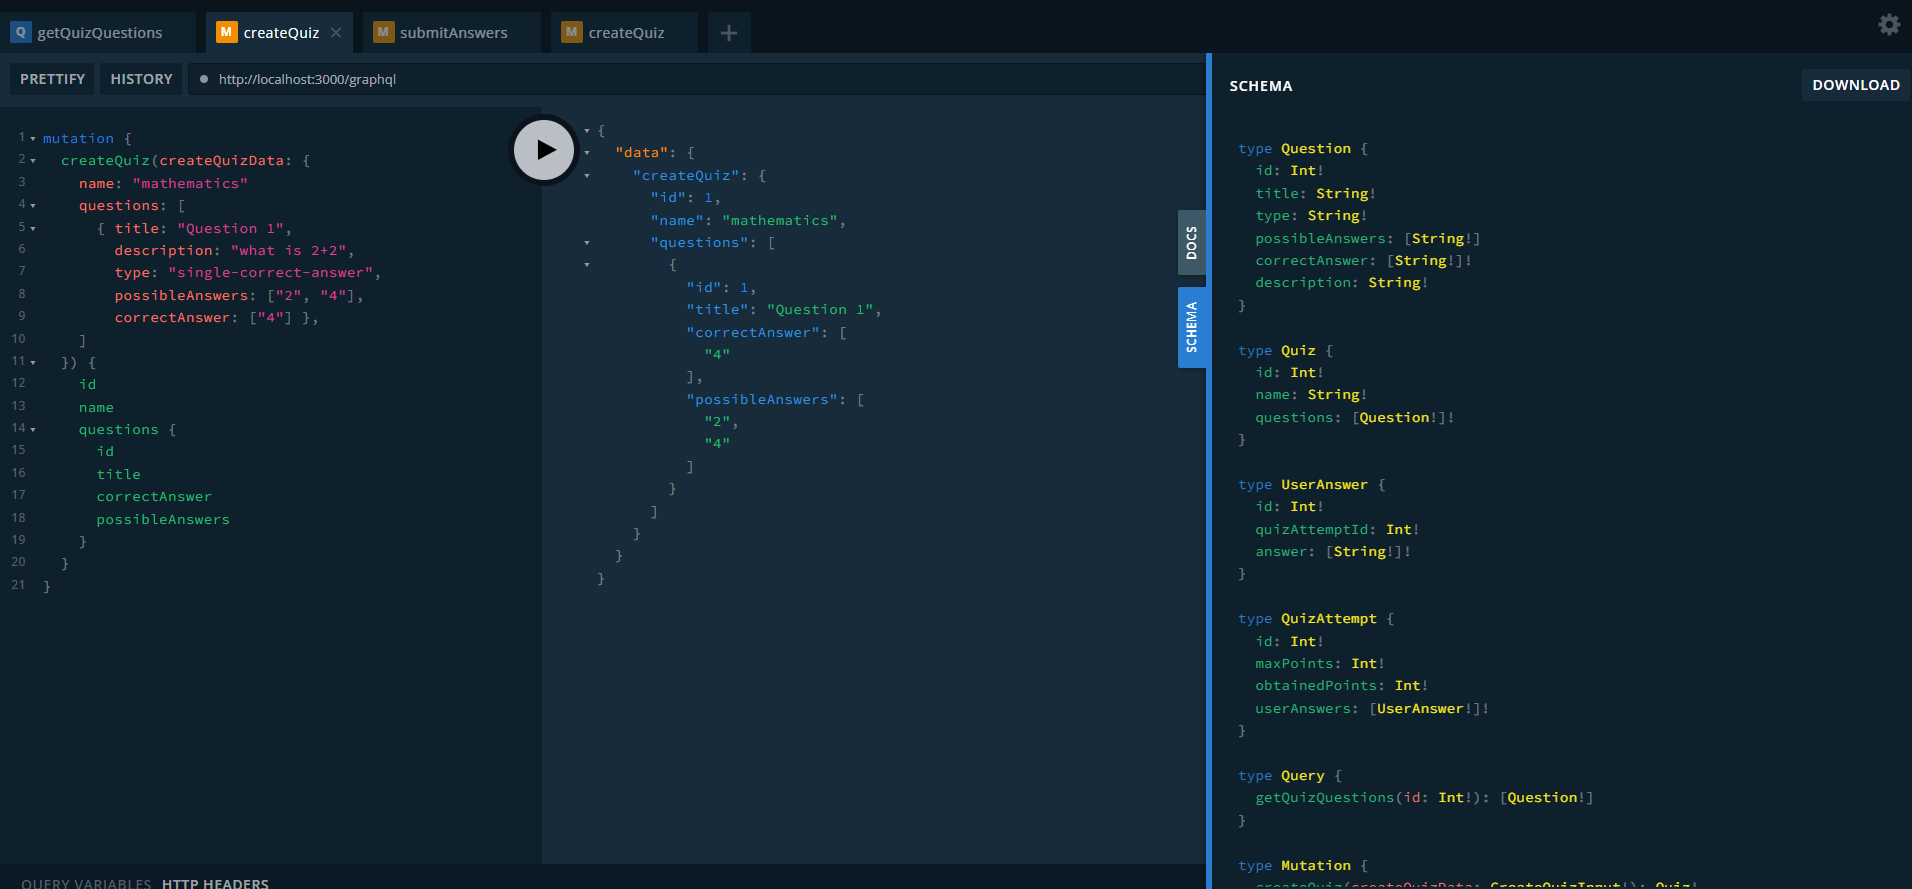 Q getQuizQuestions
M createQuiz ×
M submitAnswers
M createQuiz
+
PRETTIFY
HISTORY
http://localhost:3000/graphql
1 mutation {
2 createQuiz(createQuizData: {
3 name: "mathematics"
4 questions: [
5 { title: "Question 1",
6 description: "what is 2+2",
7 type: "single-correct-answer",
8 possibleAnswers: ["2", "4"],
9 correctAnswer: ["4"] },
10 ]
11 }) {
12 id
13 name
14 questions {
15 id
16 title
17 correctAnswer
18 possibleAnswers
19 }
20 }
21 }
QUERY VARIABLES HTTP HEADERS
{
"data": {
"createQuiz": {
"id": 1,
"name": "mathematics",
"questions": [
{
"id": 1,
"title": "Question 1",
"correctAnswer": [
"4"
],
"possibleAnswers": [
"2",
"4"
]
}
]
}
}
}
DOCS
SCHEMA
SCHEMA
DOWNLOAD
type Question {
id: Int!
title: String!
type: String!
possibleAnswers: [String!]
correctAnswer: [String!]!
description: String!
}
type Quiz {
id: Int!
name: String!
questions: [Question!]!
}
type UserAnswer {
id: Int!
quizAttemptId: Int!
answer: [String!]!
}
type QuizAttempt {
id: Int!
maxPoints: Int!
obtainedPoints: Int!
userAnswers: [UserAnswer!]!
}
type Query {
getQuizQuestions(id: Int!): [Question!]
}
type Mutation {
createQuiz(createQuizData: CreateQuizInput!): Quiz!